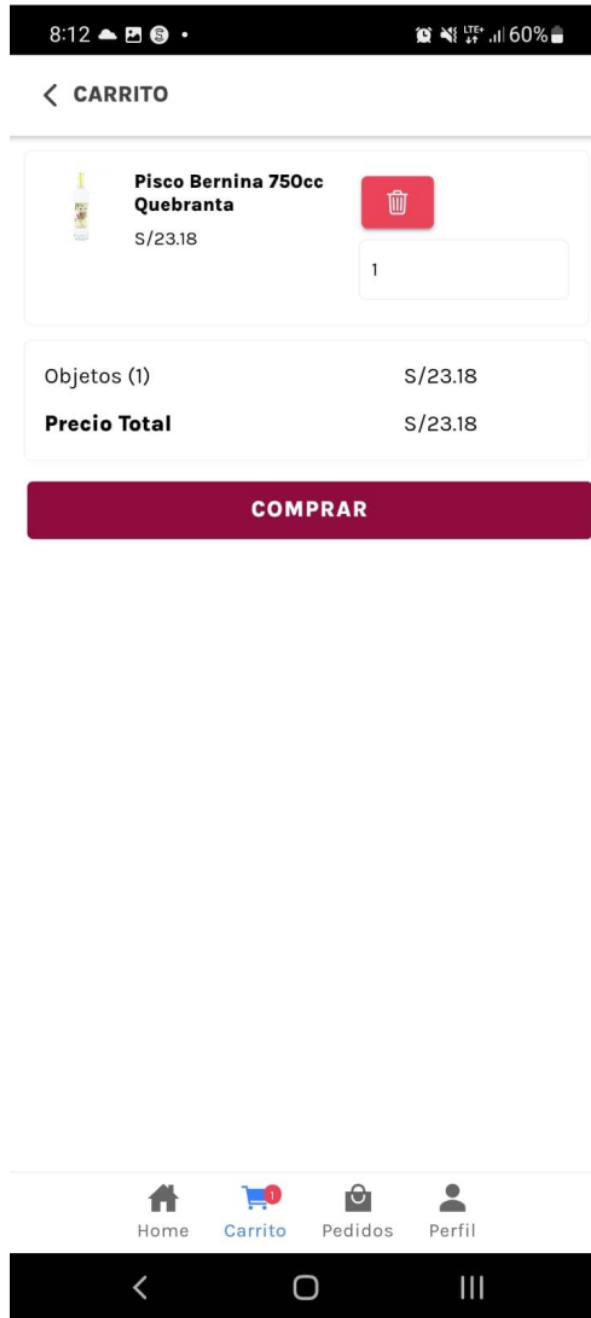 8:12
LTE+
60%
CARRITO
Pisco Bernina 750cc
Quebranta
S/23.18
1
Objetos (1)
S/23.18
Precio Total
S/23.18
COMPRAR
1
Home
Carrito
Pedidos
Perfil